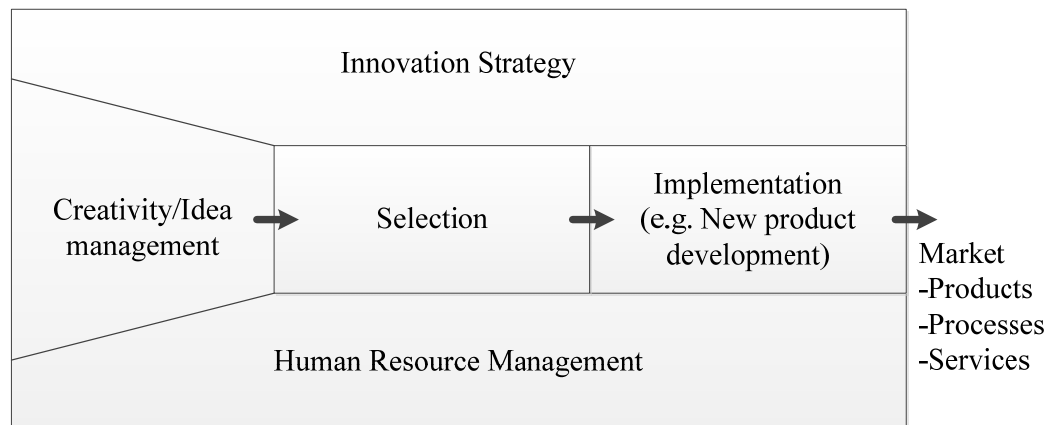 Innovation Strategy
Creativity/Idea
management
Selection
Implementation
(e.g. New product
development)
Market
-Products
-Processes
-Services
Human Resource Management